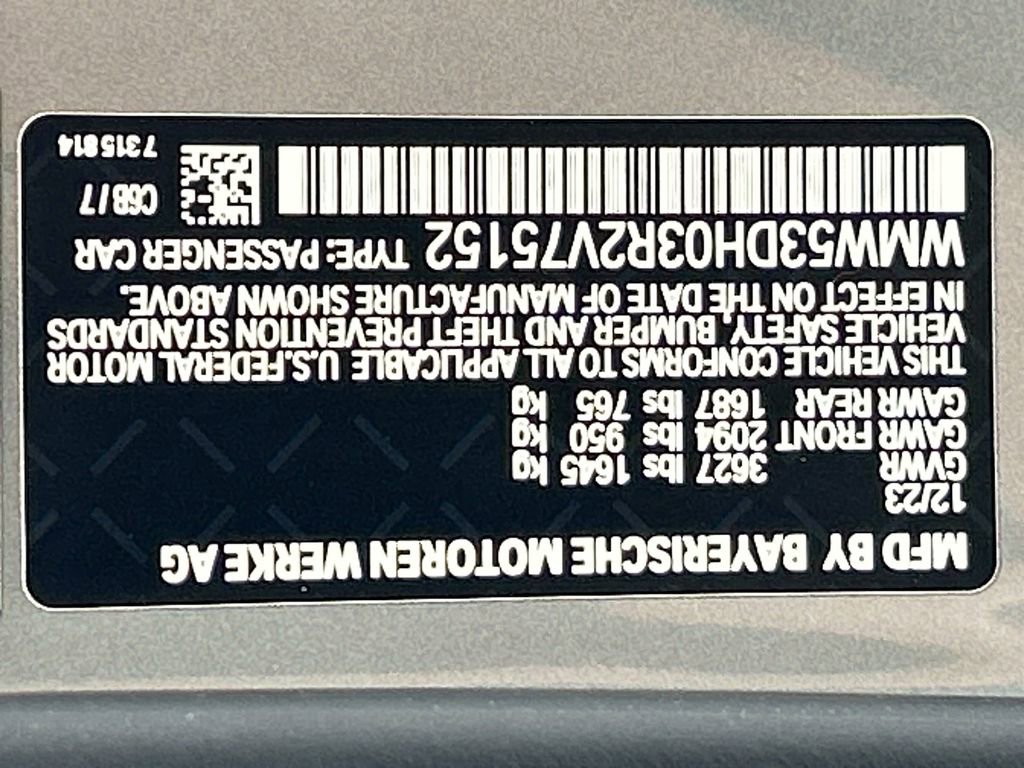 MFD BY BAYERISCHE MOTOREN WERKE AG
12/23
GVWR 3627 lbs 1645 kg
GAWR FRONT 2094 lbs 950 kg
GAWR REAR 1687 lbs 765 kg
THIS VEHICLE CONFORMS TO ALL APPLICABLE U.S.FEDERAL MOTOR
VEHICLE SAFETY, BUMPER AND THEFT PREVENTION STANDARDS
IN EFFECT ON THE DATE OF MANUFACTURE SHOWN ABOVE.
WMW53DH03R2V75152 TYPE: PASSENGER CAR
C6B/7
7315814